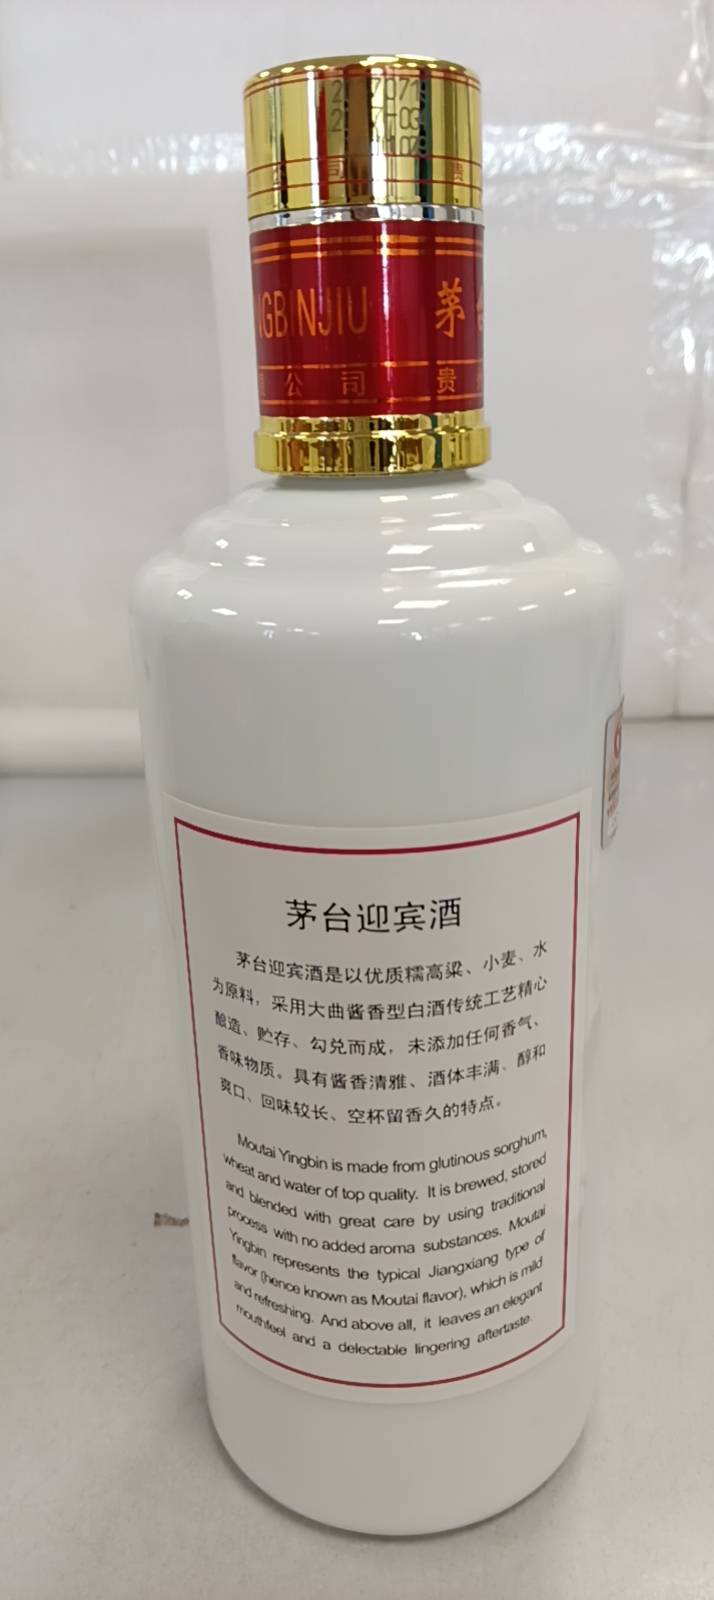 公司 贵
NGBINJIU 茅
公司 贵
茅台迎宾酒
茅台迎宾酒是以优质糯高粱、小麦、水
为原料，采用大曲酱香型白酒传统工艺精心
酿造、贮存、勾兑而成，未添加任何香气、
香味物质。具有酱香清雅、酒体丰满、醇和
爽口、回味较长、空杯留香久的特点。
Moutai Yingbin is made from glutinous sorghum,
wheat and water of top quality. It is brewed, stored
and blended with great care by using traditional
process with no added aroma substances. Moutai
Yingbin represents the typical Jiangxiang type of
flavor (hence known as Moutai flavor), which is mild
and refreshing. And above all, it leaves an elegant
mouthfeel and a delectable lingering aftertaste.